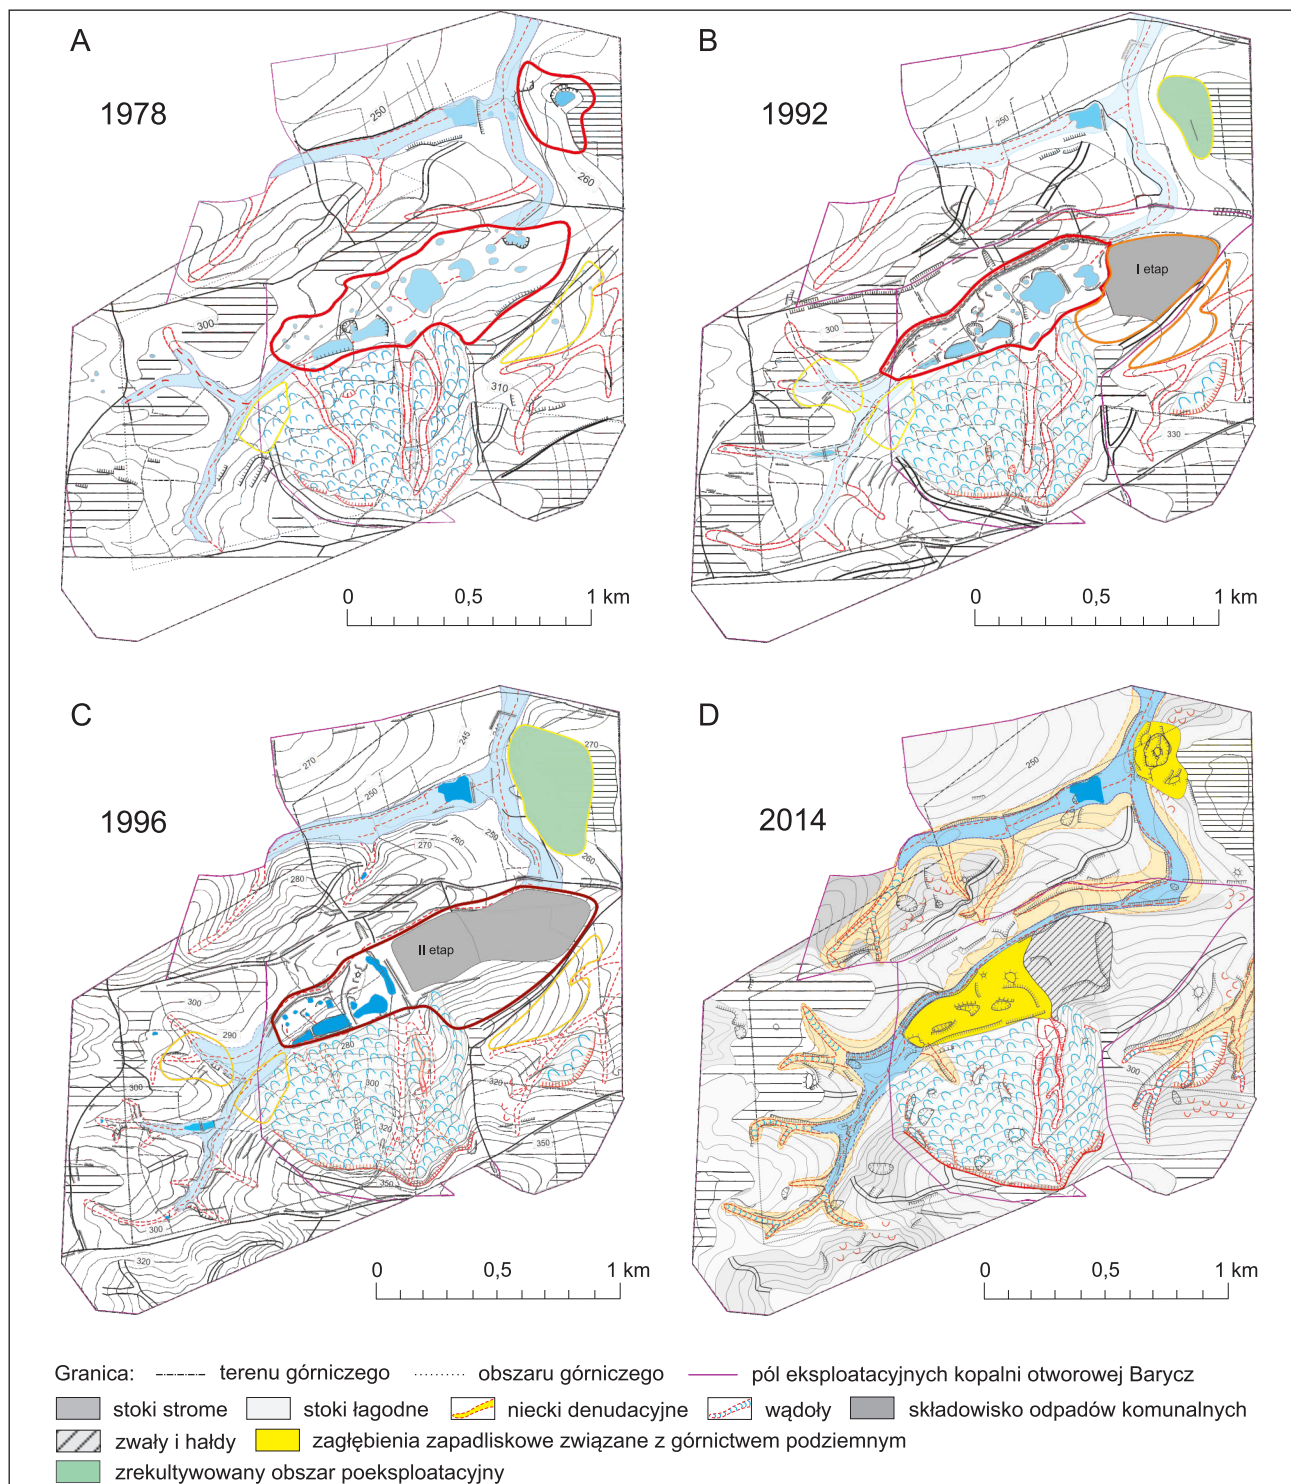 A
1978
250
260
300
310
0
0,5
1 km
B
1992
250
I etap
300
330
0
0,5
1 km
C
1996
270
245
250
270
290
270
260
260
280
II etap
300
290
280
300
300
320
320
350
350
300
320
0
0,5
1 km
D
2014
250
300
0
0,5
1 km
Granica: terenu górniczego obszaru górniczego pól eksploatacyjnych kopalni otworowej Barycz
stoki strome stoki łagodne niecki denudacyjne wądoły składowisko odpadów komunalnych
zwały i hałdy zagłębienia zapadliskowe związane z górnictwem podziemnym
zrekultywowany obszar poeksploatacyjny